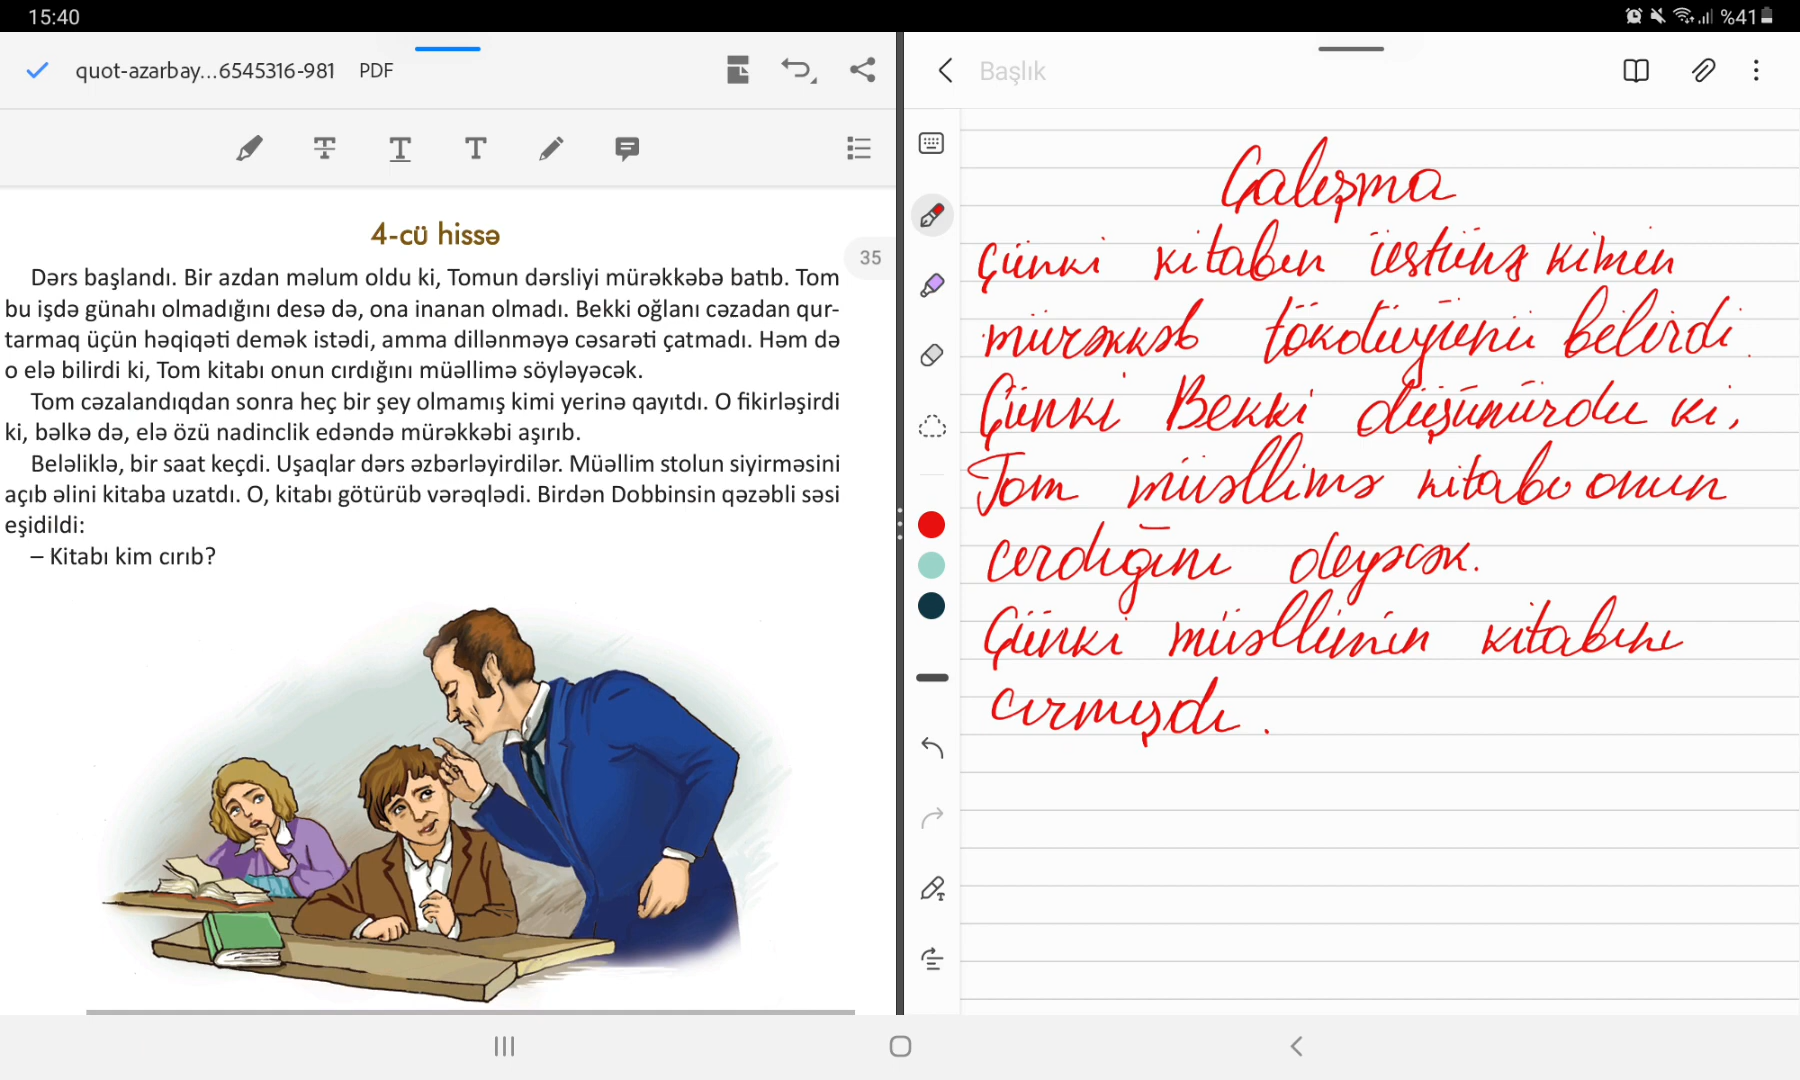 15:40
%41
quot-azarbay...6545316-981 PDF
4-cü hissə
35
Dərs başlandı. Bir azdan məlum oldu ki, Tomun dərsliyi mürəkkəbə batıb. Tom
bu işdə günahı olmadığını desə də, ona inanan olmadı. Bekki oğlanı cəzadan qur-
tarmaq üçün həqiqəti demək istədi, amma dillənməyə cəsarəti çatmadı. Həm də
o elə bilirdi ki, Tom kitabı onun cırdığını müəllimə söyləyəcək.
Tom cəzalandıqdan sonra heç bir şey olmamış kimi yerinə qayıtdı. O fikirləşirdi
ki, bəlkə də, elə özü nadinclik edəndə mürəkkəbi aşırıb.
Beləliklə, bir saat keçdi. Uşaqlar dərs əzbərləyirdilər. Müəllim stolun siyirməsini
açıb əlini kitaba uzatdı. O, kitabı götürüb vərəqlədi. Birdən Dobbinsin qəzəbli səsi
eşidildi:
– Kitabı kim cırıb?
Başlık
Çalışma
Çünki kitabın üstünə kimin
mürəkkəb tökdüyünü bilirdi.
Çünki Bekki düşünürdü ki,
Tom müəllimə kitabı onun
cırdığını deyəcək.
Çünki müəllimin kitabını
cırmışdı.